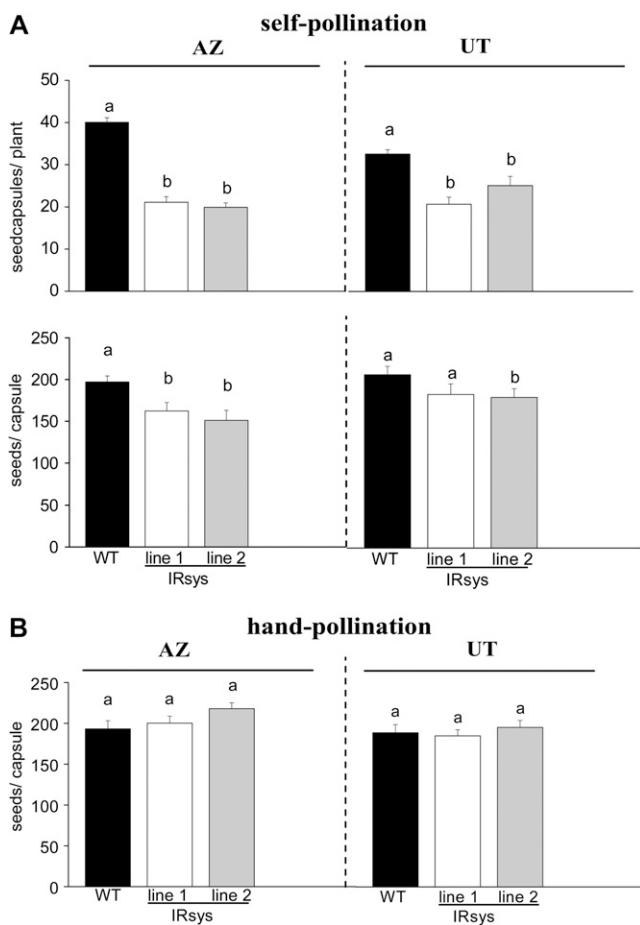 A self-pollination
AZ UT
seedcapsules/ plant
50
40
30
20
10
0
a b b a b b
seeds/ capsule
250
200
150
100
50
0
a b b a a b
WT line 1 line 2 WT line 1 line 2
IRsys IRsys
B hand-pollination
AZ UT
seeds/ capsule
250
200
150
200
50
0
a a a a a a
WT line 1 line 2 WT line 1 line 2
IRsys IRsys